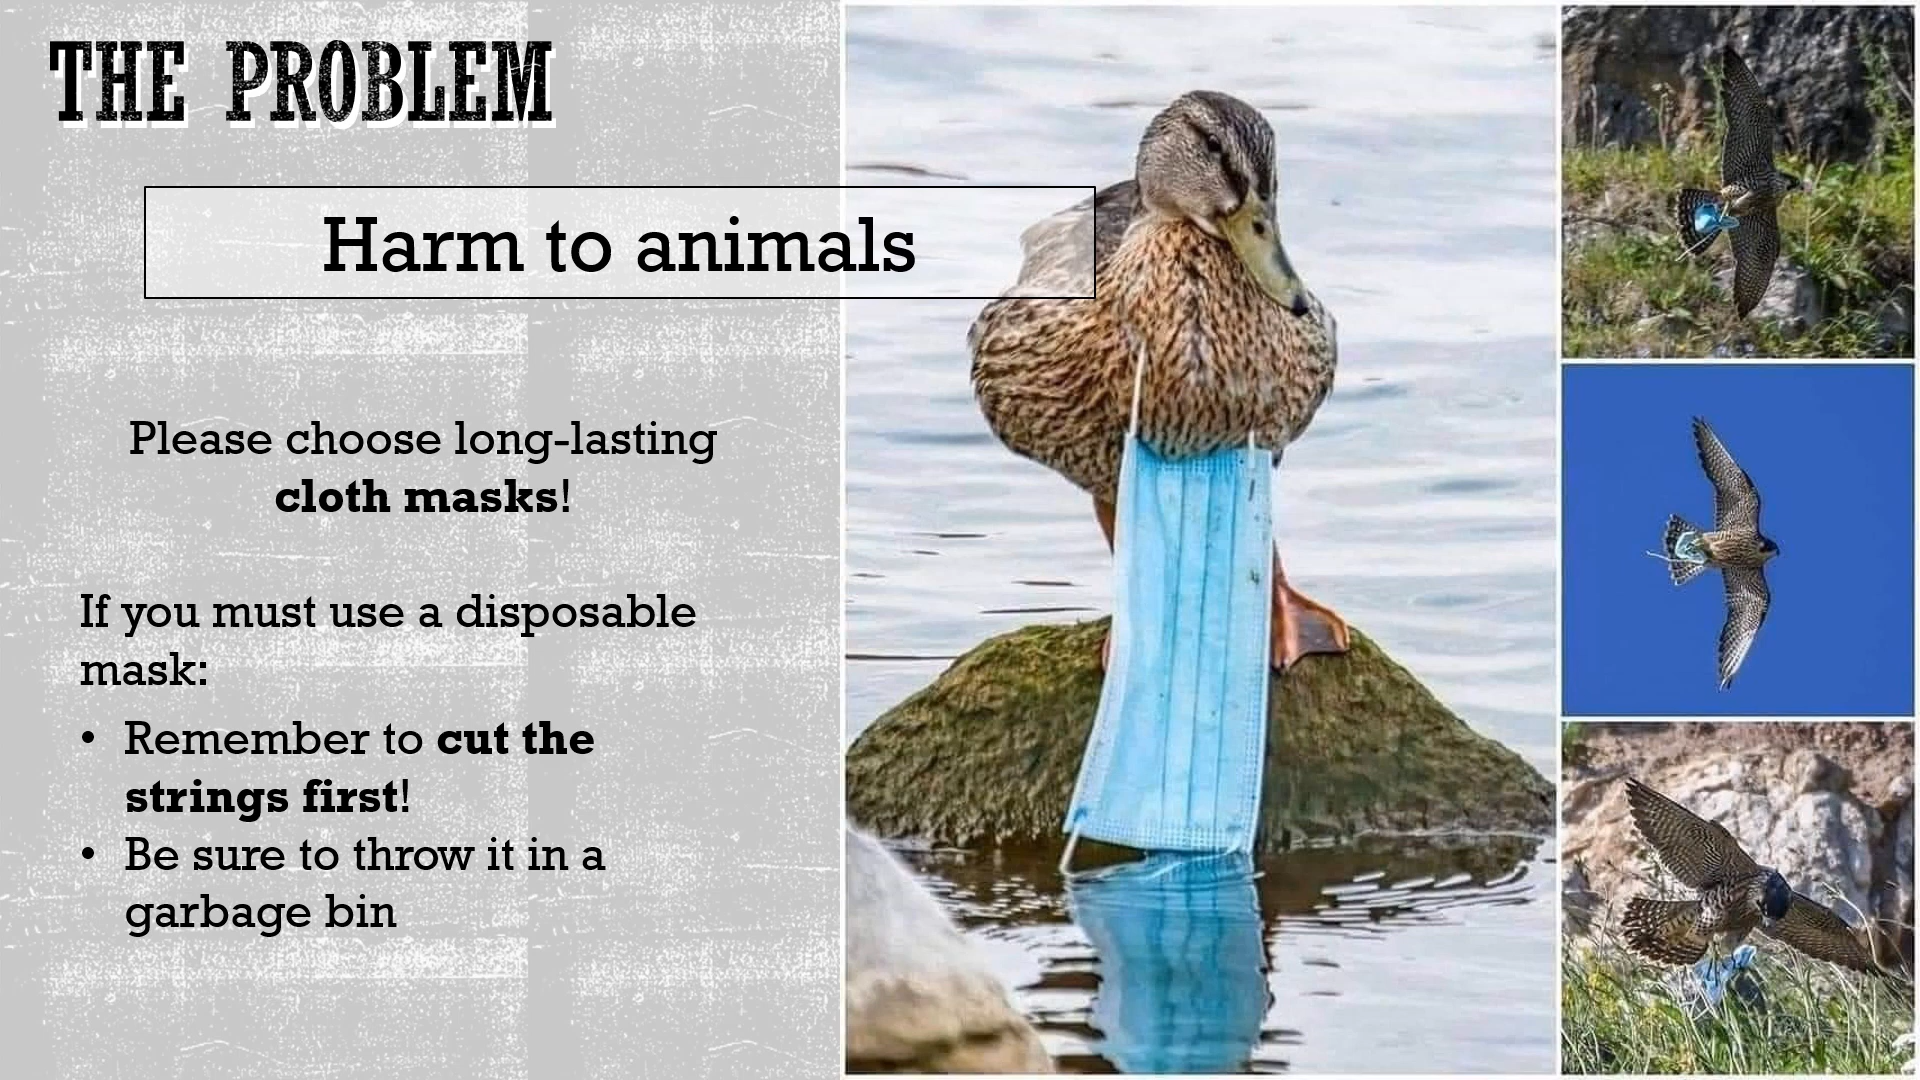 THE PROBLEM
Harm to animals
Please choose long-lasting
cloth masks!
If you must use a disposable
mask:
• Remember to cut the
strings first!
• Be sure to throw it in a
garbage bin